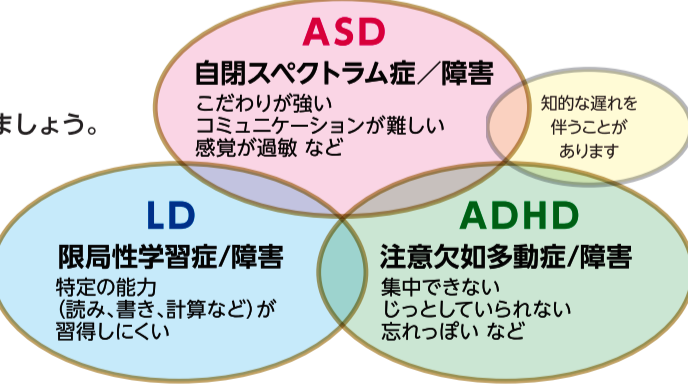 ASD
自閉スペクトラム症／障害
こだわりが強い
コミュニケーションが難しい
感覚が過敏 など
知的な遅れを
伴うことが
あります
ましょう。
LD
限局性学習症/障害
特定の能力
（読み、書き、計算など）が
習得しにくい
ADHD
注意欠如多動症/障害
集中できない
じっとしていられない
忘れっぽい など